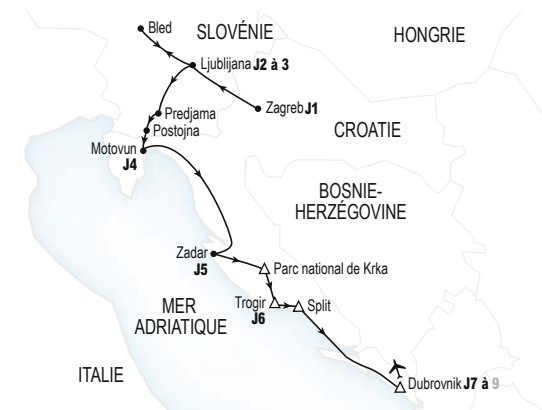 Bled
SLOVÉNIE
HONGRIE
Ljublijana J2 à 3
Zagreb J1
Predjama
Postojna
CROATIE
Motovun
J4
BOSNIE-
HERZÉGOVINE
Zadar
J5
Parc national de Krka
MER
ADRIATIQUE
Trogir
J6
Split
ITALIE
Dubrovnik J7 à 9